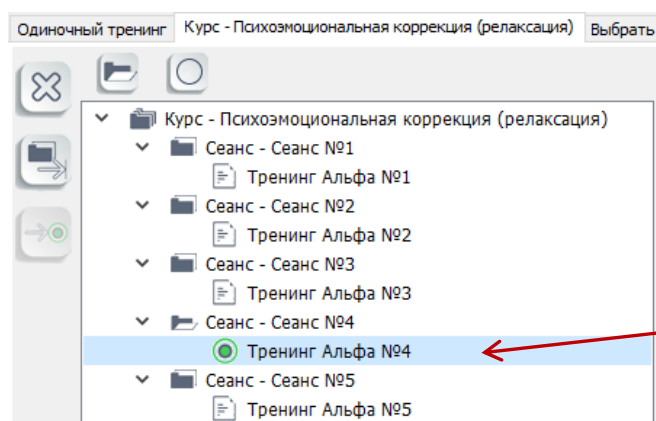 Одиночный тренинг Курс - Психоэмоциональная коррекция (релаксация) Выбрать
Курс - Психоэмоциональная коррекция (релаксация)
Сеанс - Сеанс №1
Тренинг Альфа №1
Сеанс - Сеанс №2
Тренинг Альфа №2
Сеанс - Сеанс №3
Тренинг Альфа №3
Сеанс - Сеанс №4
Тренинг Альфа №4
Сеанс - Сеанс №5
Тренинг Альфа №5